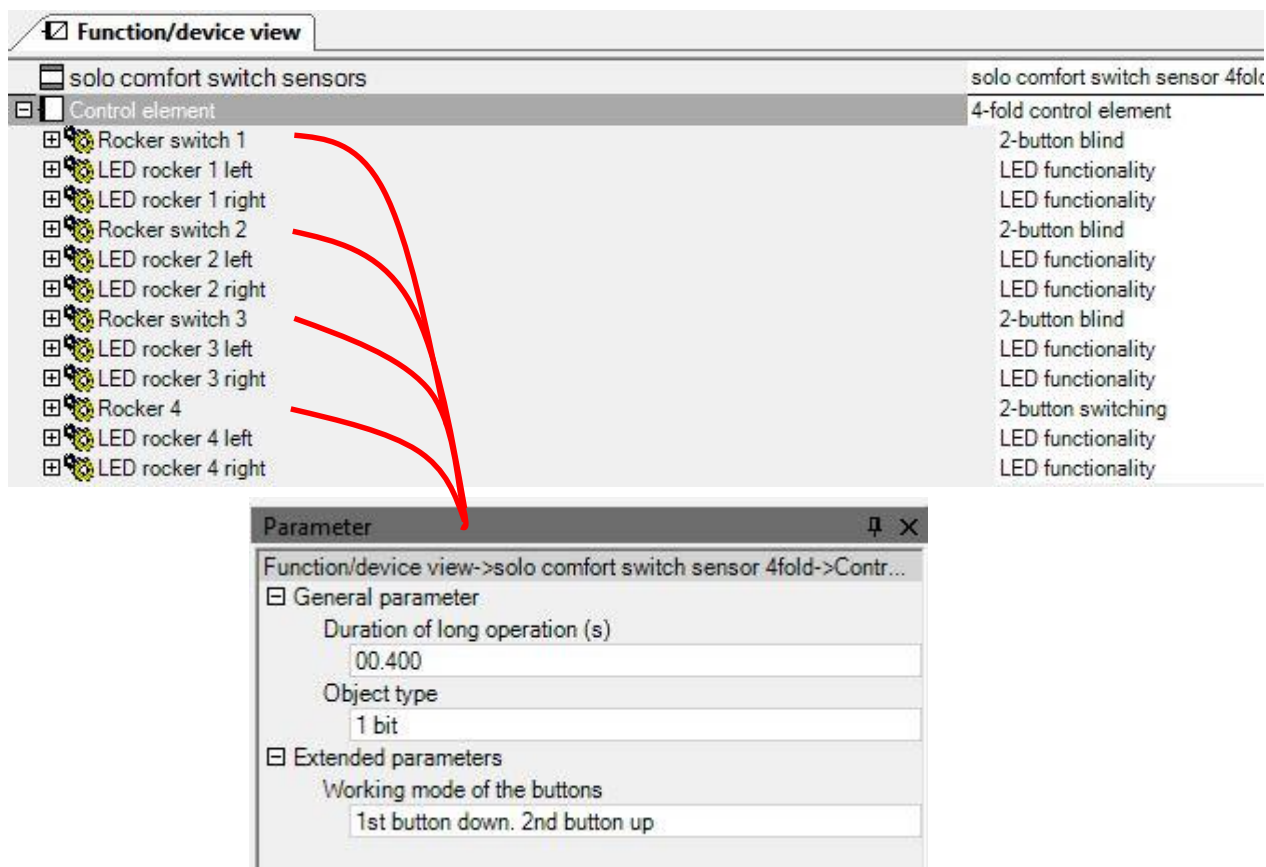 Function/device view
solo comfort switch sensors solo comfort switch sensor 4fold
Control element 4-fold control element
Rocker switch 1 2-button blind
LED rocker 1 left LED functionality
LED rocker 1 right LED functionality
Rocker switch 2 2-button blind
LED rocker 2 left LED functionality
LED rocker 2 right LED functionality
Rocker switch 3 2-button blind
LED rocker 3 left LED functionality
LED rocker 3 right LED functionality
Rocker 4 2-button switching
LED rocker 4 left LED functionality
LED rocker 4 right LED functionality
Parameter
Function/device view->solo comfort switch sensor 4fold->Contr...
General parameter
Duration of long operation (s)
00.400
Object type
1 bit
Extended parameters
Working mode of the buttons
1st button down. 2nd button up